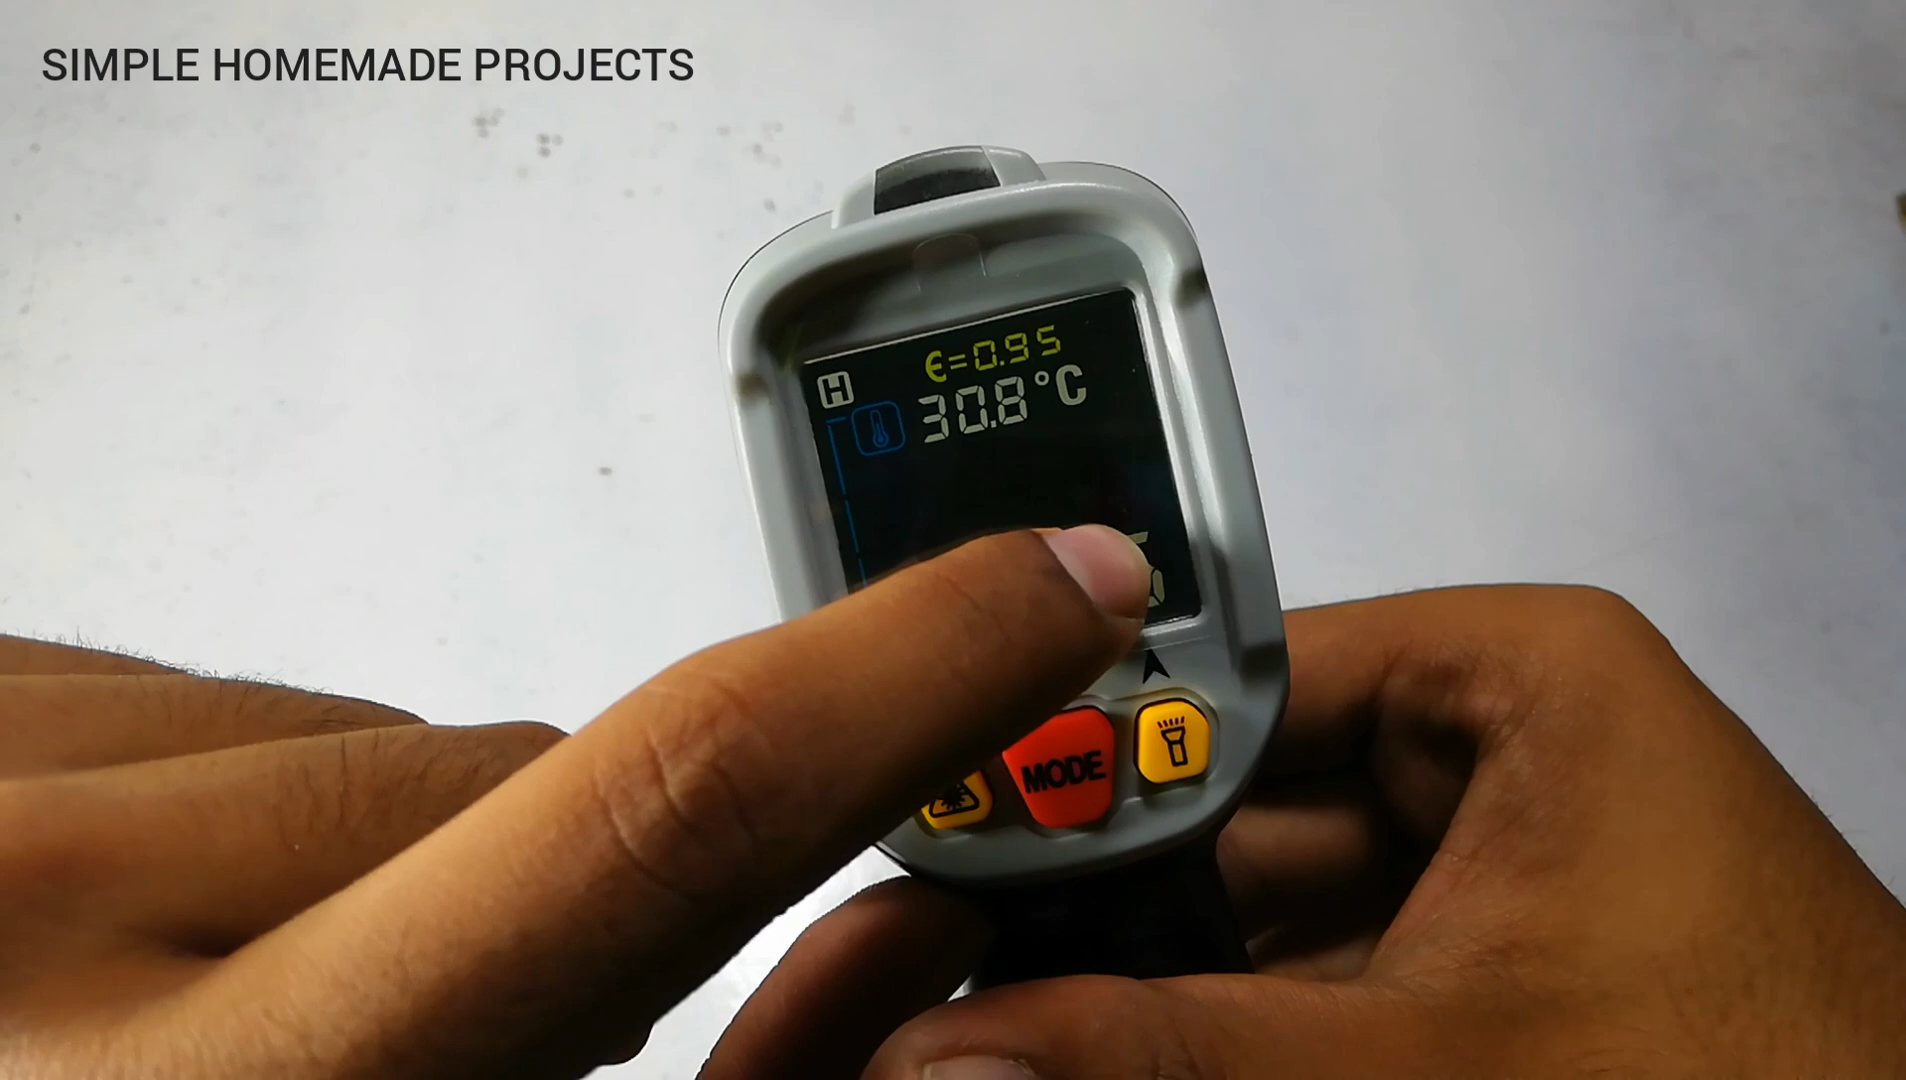 SIMPLE HOMEMADE PROJECTS
ϵ=0.95
H
30.8°C
MODE